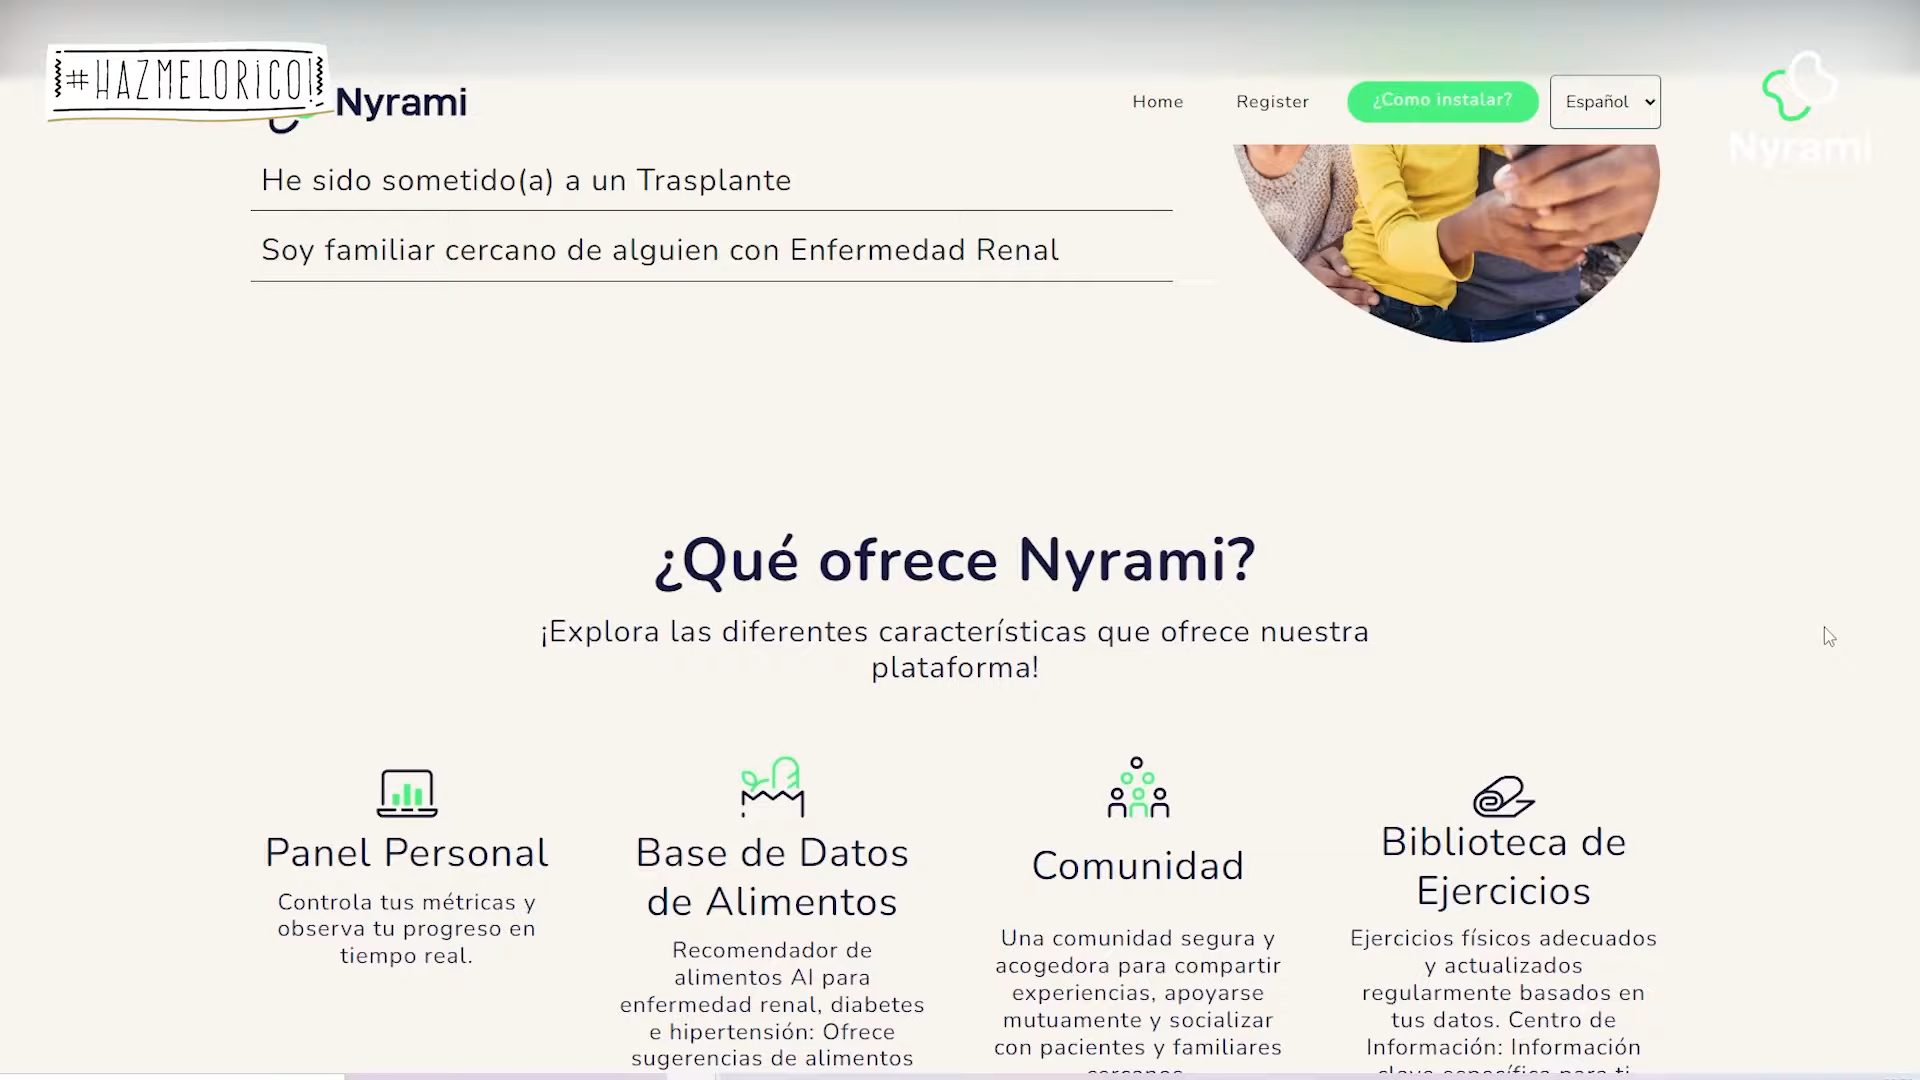 #HAZMELORICO!
Nyrami
Home
Register
¿Como instalar?
Español
Nyrami
He sido sometido(a) a un Trasplante
Soy familiar cercano de alguien con Enfermedad Renal
¿Qué ofrece Nyrami?
¡Explora las diferentes características que ofrece nuestra
plataforma!
Panel Personal
Controla tus métricas y
observa tu progreso en
tiempo real.
Base de Datos
de Alimentos
Recomendador de
alimentos AI para
enfermedad renal, diabetes
e hipertensión: Ofrece
sugerencias de alimentos
Comunidad
Una comunidad segura y
acogedora para compartir
experiencias, apoyarse
mutuamente y socializar
con pacientes y familiares
Biblioteca de
Ejercicios
Ejercicios físicos adecuados
y actualizados
regularmente basados en
tus datos. Centro de
Información: Información